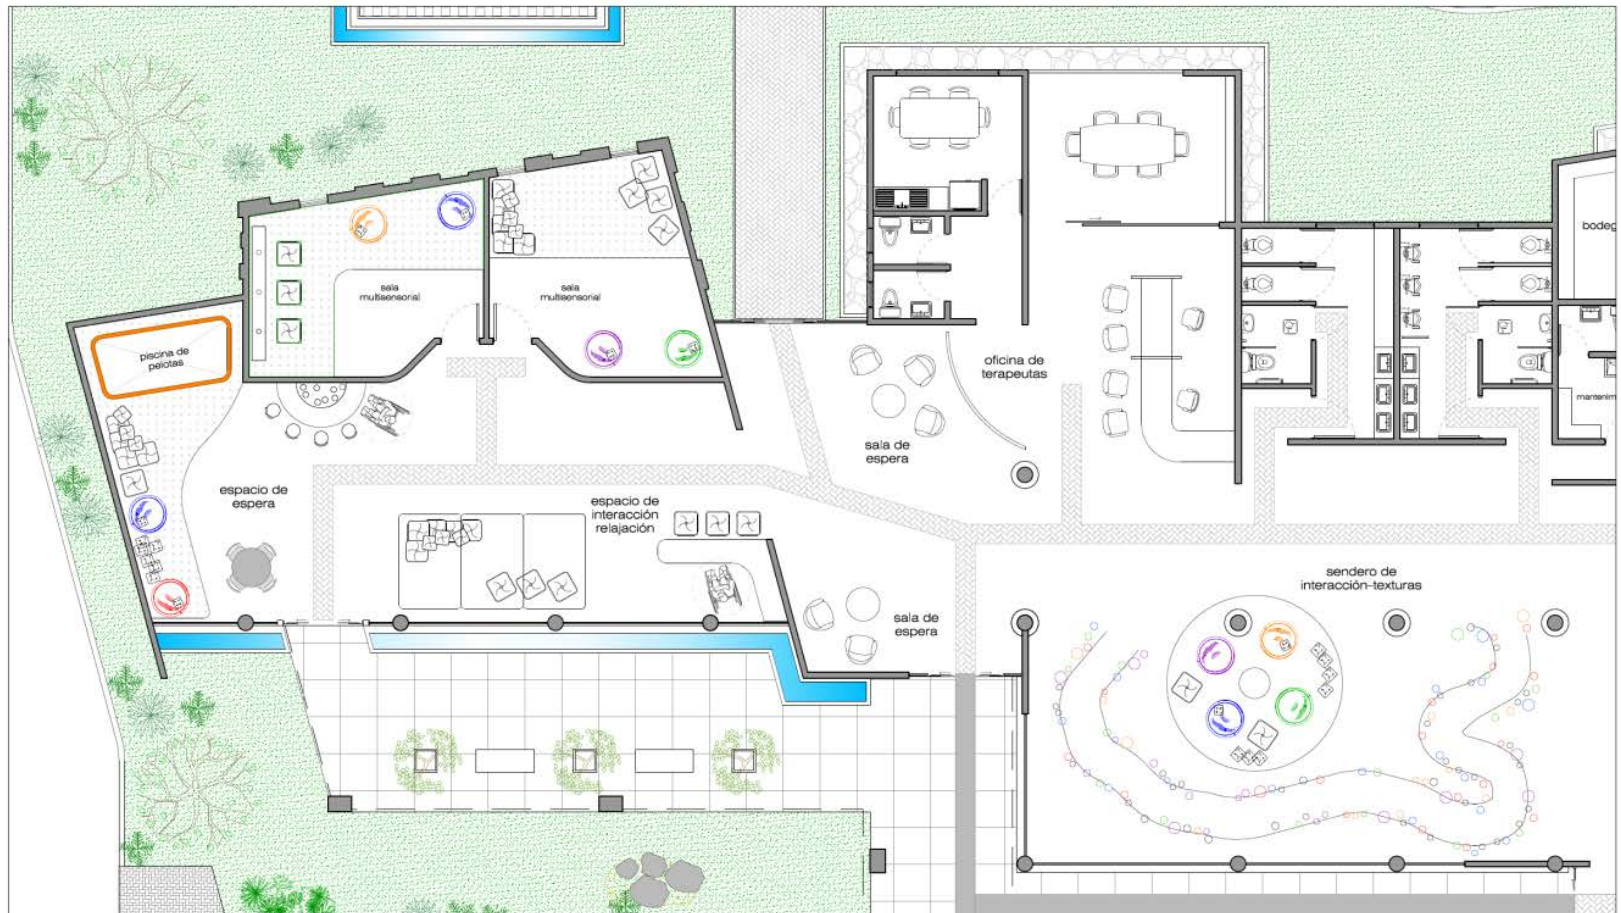 bodeg
sala
multisensorial
sala
multisensorial
piscina de
pelotas
oficina de
terapeutas
mantenim
sala de
espera
espacio de
espera
espacio de
interacción
relajación
sendero de
interacción-texturas
sala de
espera